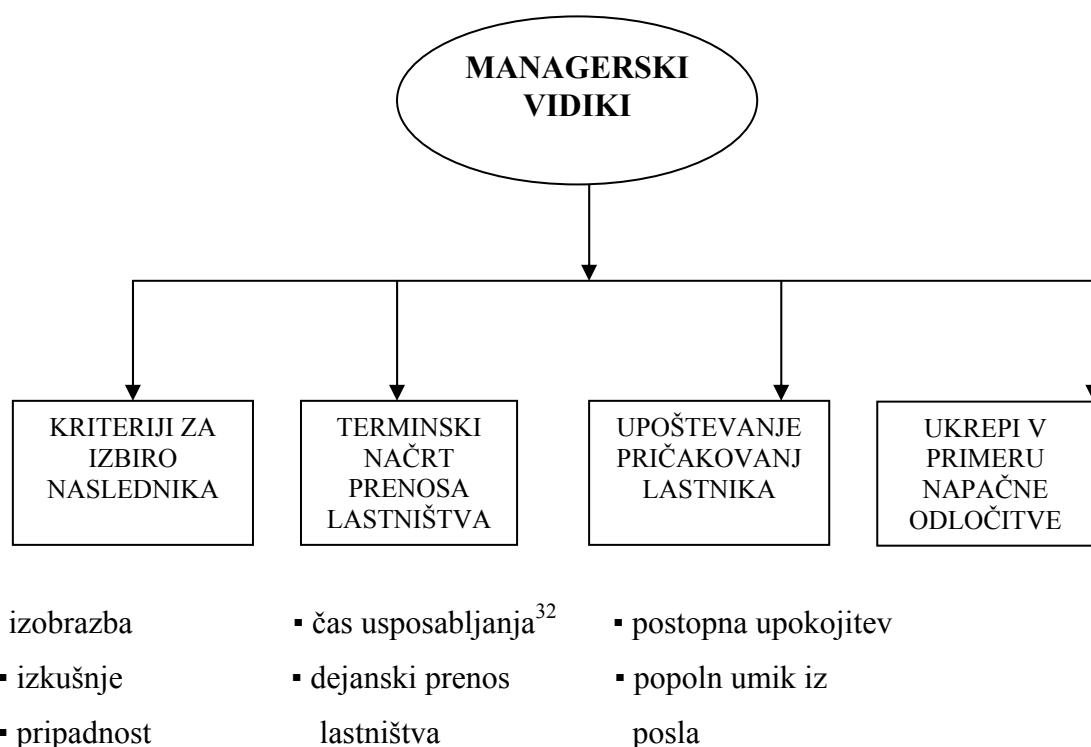 MANAGERSKI
VIDIKI
KRITERIJI ZA
IZBIRO
NASLEDNIKA
TERMINSKI
NAČRT
PRENOSA
LASTNIŠTVA
UPOŠTEVANJE
PRIČAKOVANJ
LASTNIKA
UKREPI V
PRIMERU
NAPAČNE
ODLOČITVE
izobrazba
▪ izkušnje
▪ pripadnost
▪ čas usposabljanja³²
▪ dejanski prenos
lastništva
▪ postopna upokojitev
▪ popoln umik iz
posla